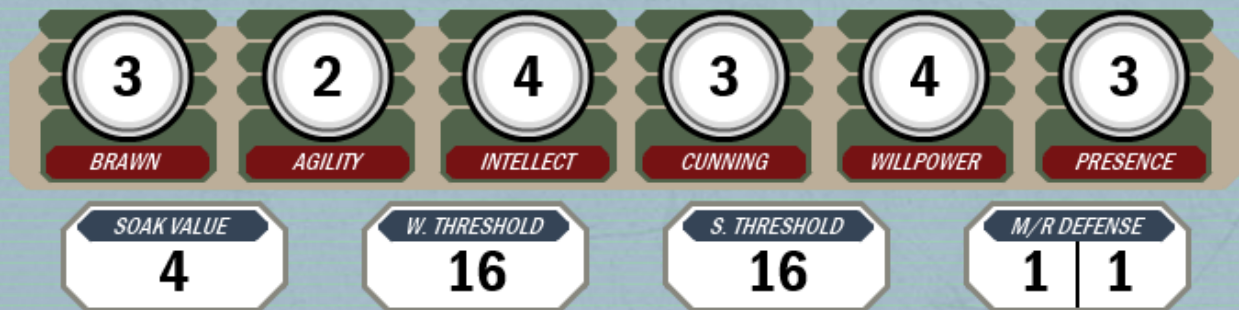 3 2 4 3 4 3
BRAWN AGILITY INTELLECT CUNNING WILLPOWER PRESENCE
SOAK VALUE W. THRESHOLD S. THRESHOLD M/R DEFENSE
4 16 16 1 1